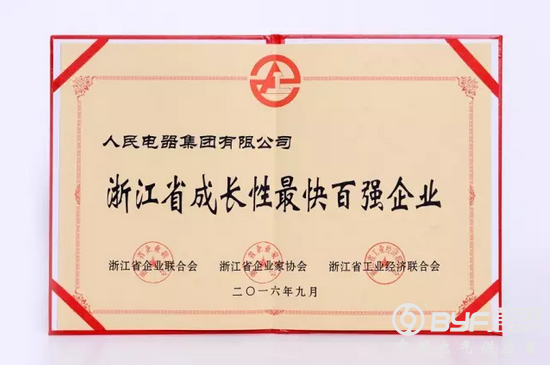 人民电器集团有限公司
浙江省成长性最快百强企业
浙江省企业联合会 浙江省企业家协会 浙江省工业经济联合会
二〇一六年九月